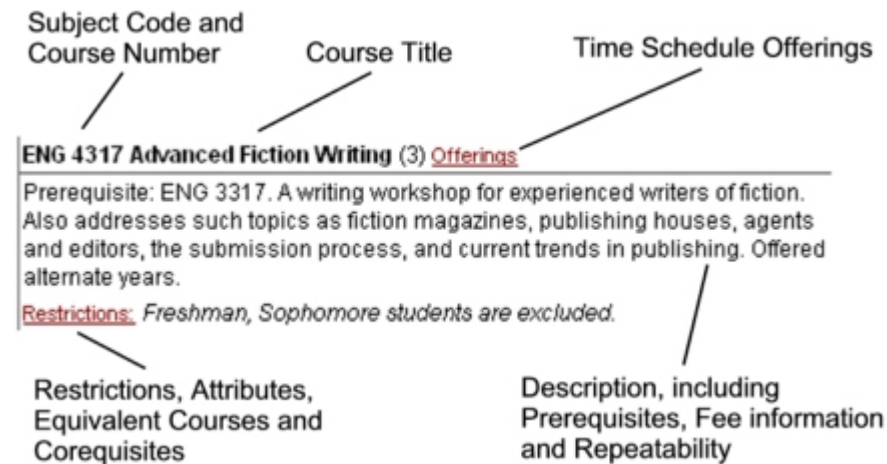 Subject Code and
Course Number
Course Title
Time Schedule Offerings
ENG 4317 Advanced Fiction Writing (3) Offerings
Prerequisite: ENG 3317. A writing workshop for experienced writers of fiction.
Also addresses such topics as fiction magazines, publishing houses, agents
and editors, the submission process, and current trends in publishing. Offered
alternate years.
Restrictions: Freshman, Sophomore students are excluded.
Restrictions, Attributes,
Equivalent Courses and
Corequisites
Description, including
Prerequisites, Fee information
and Repeatability